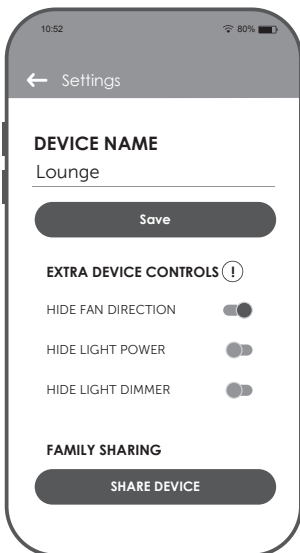 10:52 80%
Settings
DEVICE NAME
Lounge
Save
EXTRA DEVICE CONTROLS !
HIDE FAN DIRECTION
HIDE LIGHT POWER
HIDE LIGHT DIMMER
FAMILY SHARING
SHARE DEVICE